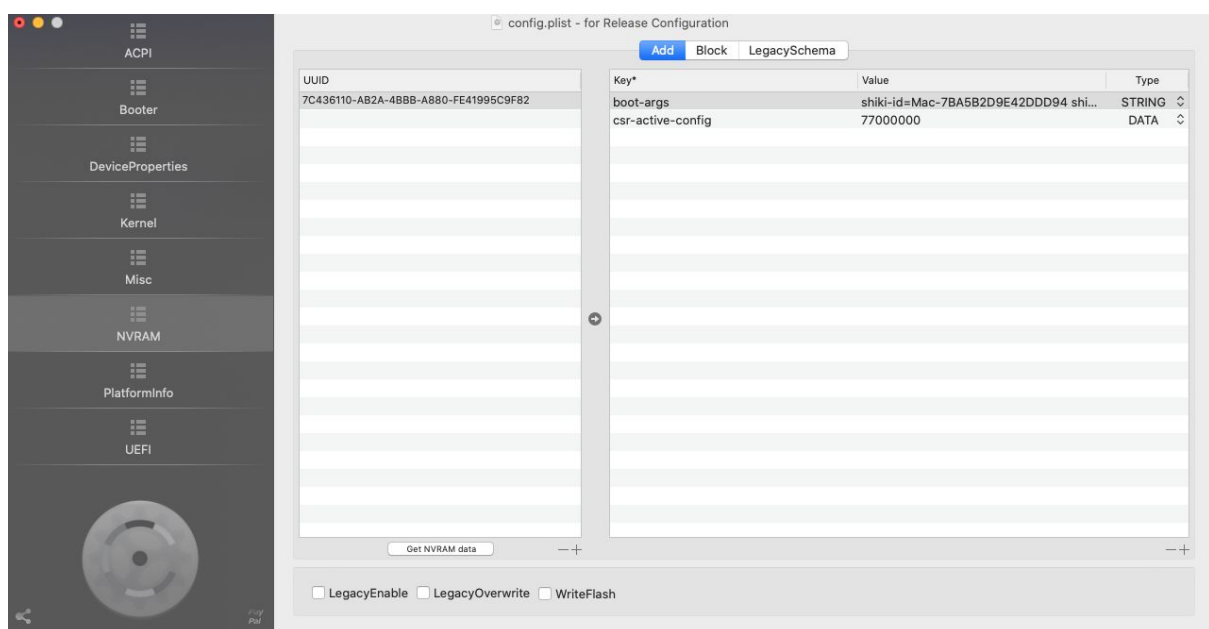 config.plist - for Release Configuration
ACPI
Booter
DeviceProperties
Kernel
Misc
NVRAM
PlatformInfo
UEFI
Pay
Pal
Add Block LegacySchema
UUID
7C436110-AB2A-4BBB-A880-FE41995C9F82
Get NVRAM data
Key* Value Type
boot-args shiki-id=Mac-7BA5B2D9E42DDD94 shi... STRING
csr-active-config 77000000 DATA
LegacyEnable LegacyOverwrite WriteFlash